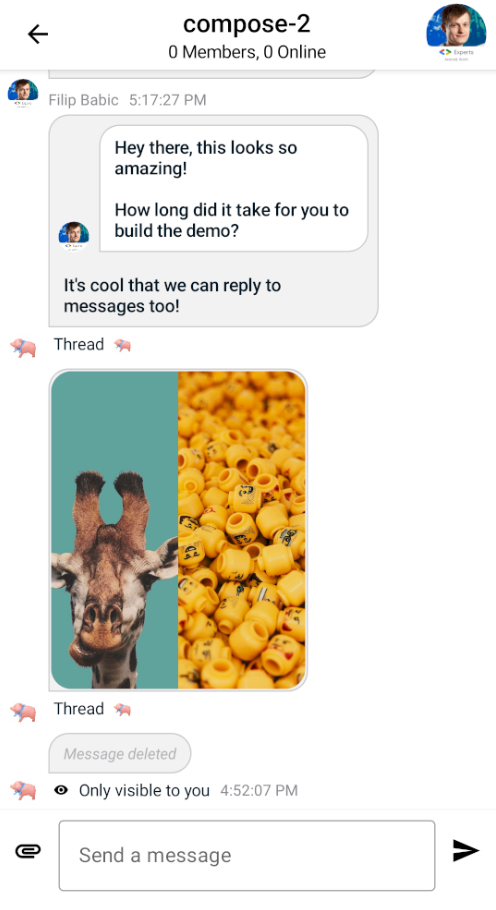 compose-2
0 Members, 0 Online
Experts
Filip Babic 5:17:27 PM
Hey there, this looks so
amazing!
How long did it take for you to
build the demo?
It's cool that we can reply to
messages too!
Thread
Thread
Message deleted
Only visible to you 4:52:07 PM
Send a message